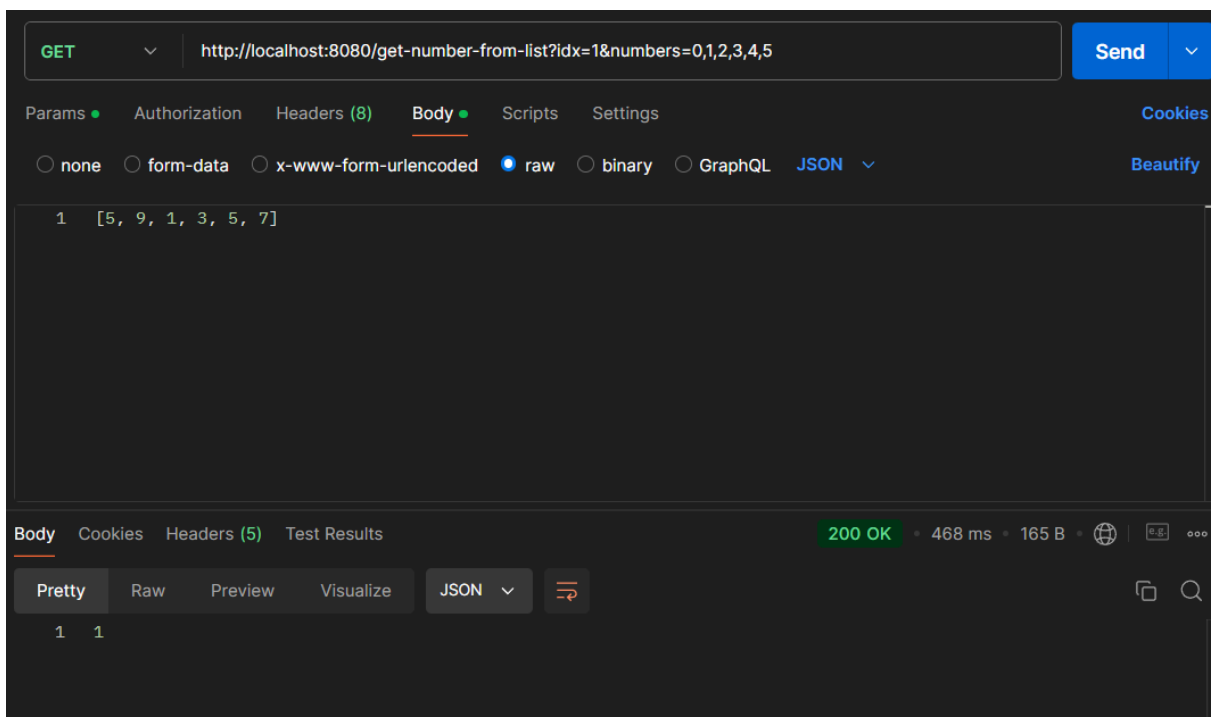 GET http://localhost:8080/get-number-from-list?idx=1&numbers=0,1,2,3,4,5 Send
Params Authorization Headers (8) Body Scripts Settings Cookies
none form-data x-www-form-urlencoded raw binary GraphQL JSON Beautify
1 [5, 9, 1, 3, 5, 7]
Body Cookies Headers (5) Test Results 200 OK 468 ms 165 B e.g.
Pretty Raw Preview Visualize JSON
1 1